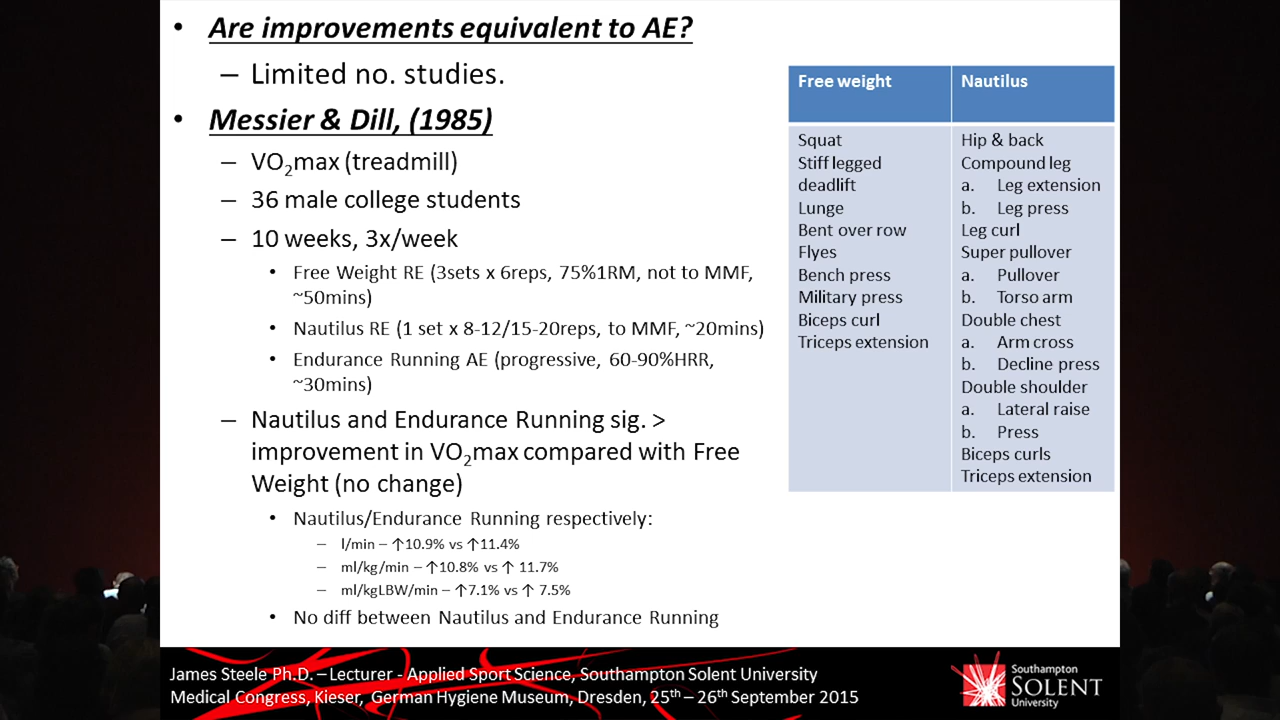 • Are improvements equivalent to AE?
– Limited no. studies.
• Messier & Dill, (1985)
– VO₂max (treadmill)
– 36 male college students
– 10 weeks, 3x/week
• Free Weight RE (3sets x 6reps, 75%1RM, not to MMF,
~50mins)
• Nautilus RE (1 set x 8-12/15-20reps, to MMF, ~20mins)
• Endurance Running AE (progressive, 60-90%HRR,
~30mins)
– Nautilus and Endurance Running sig. >
improvement in VO₂max compared with Free
Weight (no change)
• Nautilus/Endurance Running respectively:
– l/min – ↑10.9% vs ↑11.4%
– ml/kg/min – ↑10.8% vs ↑ 11.7%
– ml/kgLBW/min – ↑7.1% vs ↑ 7.5%
• No diff between Nautilus and Endurance Running
Free weight
Squat
Stiff legged
deadlift
Lunge
Bent over row
Flyes
Bench press
Military press
Biceps curl
Triceps extension
Nautilus
Hip & back
Compound leg
a. Leg extension
b. Leg press
Leg curl
Super pullover
a. Pullover
b. Torso arm
Double chest
a. Arm cross
b. Decline press
Double shoulder
a. Lateral raise
b. Press
Biceps curls
Triceps extension
James Steele Ph.D. – Lecturer - Applied Sport Science, Southampton Solent University
Medical Congress, Kieser, German Hygiene Museum, Dresden, 25th – 26th September 2015
Southampton
SOLENT
University